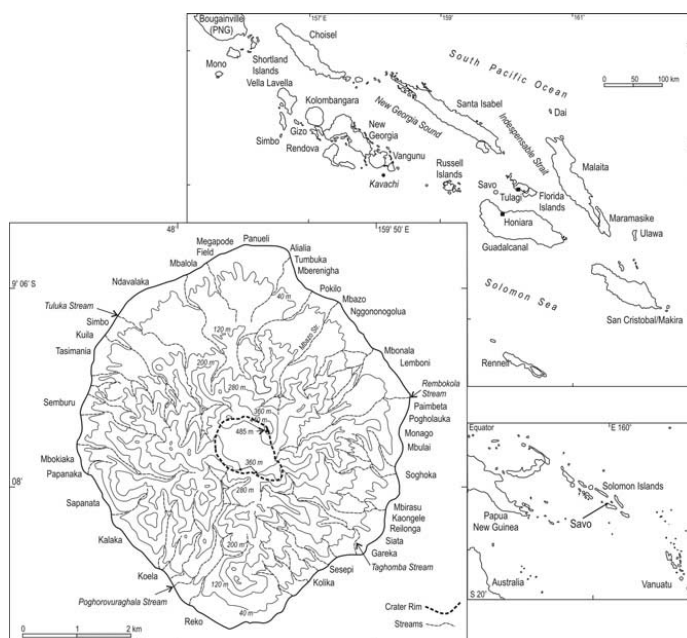 157'E
159
161
Bougainville
(PNG)
Mono
Shortland
Islands
Choisel
Vella Lavella
Kolombangara
Simbo
Gizo
Rendova
New
Georgia
Vangunu
Kavachi
New Georgia Sound
Santa Isabel
South Pacific Ocean
0 50 100 km
Dai
Indespensable Strait
Malaita
Russell
Islands
Savo
Tulagi
Florida
Islands
Honiara
Guadalcanal
Maramasike
Ulawa
Solomon Sea
San Cristobal/Makira
Rennell
48'
159° 50' E
9° 06' S
08'
Megapode
Field
Panueli
Alialia
Tumbuka
Mberenigha
Mbalola
Ndavalaka
Pokilo
Mbazo
Nggononogolua
Tuluka Stream
Simbo
Kuila
Tasimania
Mbonala
Lemboni
Rembokola
Stream
Paimbeta
Pogholauka
Monago
Mbulai
Semburu
Mbokiaka
Papanaka
Soghoka
Sapanata
Mbirasu
Kaongele
Reilonga
Siata
Gareka
Kalaka
Koela
Sesepi
Kolika
Taghomba Stream
Poghorovuraghala Stream
Reko
40 m
120 m
200 m
280 m
360 m
485 m
360 m
280 m
200 m
120 m
40 m
0 1 2 km
Crater Rim
Streams
Equator
E 160°
Solomon Islands
Savo
Papua
New Guinea
Australia
Vanuatu
S 20°